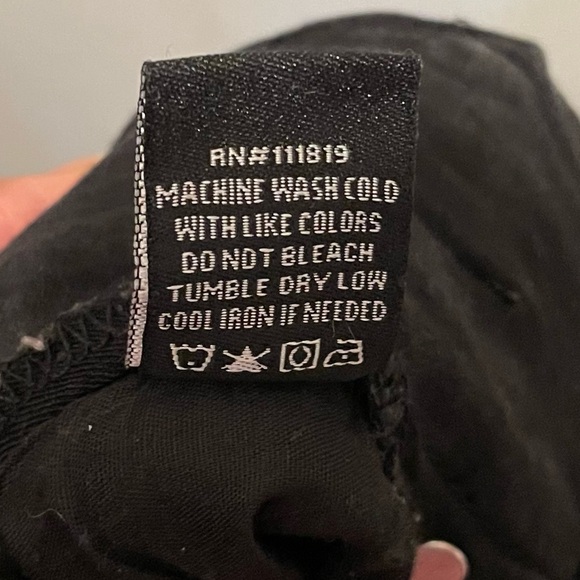 RN#111819
MACHINE WASH COLD
WITH LIKE COLORS
DO NOT BLEACH
TUMBLE DRY LOW
COOL IRON IF NEEDED